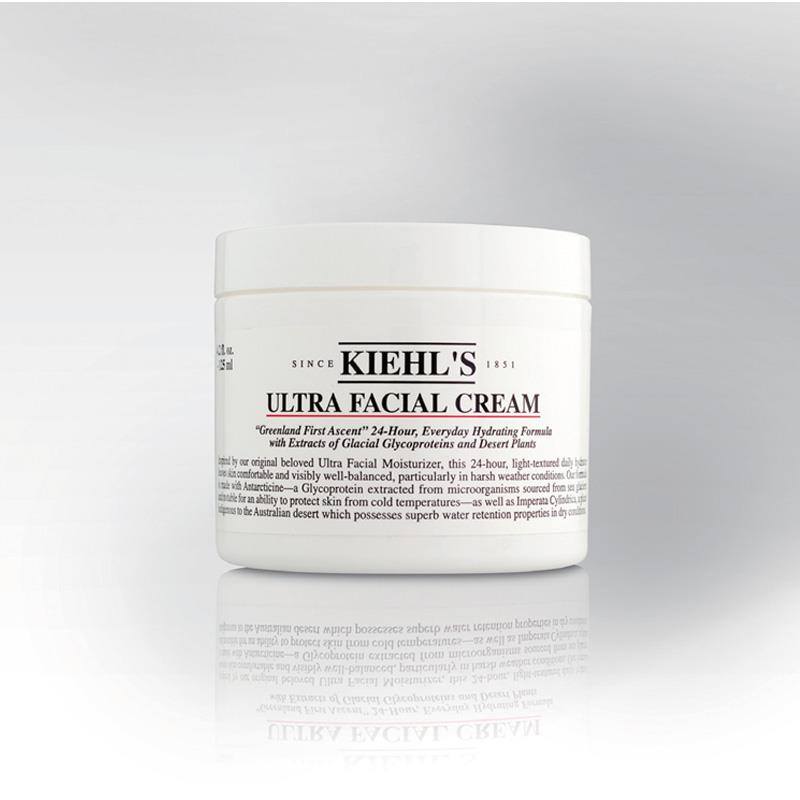 fl. oz.
ml
SINCE KIEHL'S 1851
ULTRA FACIAL CREAM
"Greenland First Ascent" 24-Hour, Everyday Hydrating Formula
with Extracts of Glacial Glycoproteins and Desert Plants
by our original beloved Ultra Facial Moisturizer, this 24-hour, light-textured daily
skin comfortable and visibly well-balanced, particularly in harsh weather conditions. Our
made with Antarcticine—a Glycoprotein extracted from microorganisms sourced from sea
for an ability to protect skin from cold temperatures—as well as Imperata Cylindrica, a
to the Australian desert which possesses superb water retention properties in dry